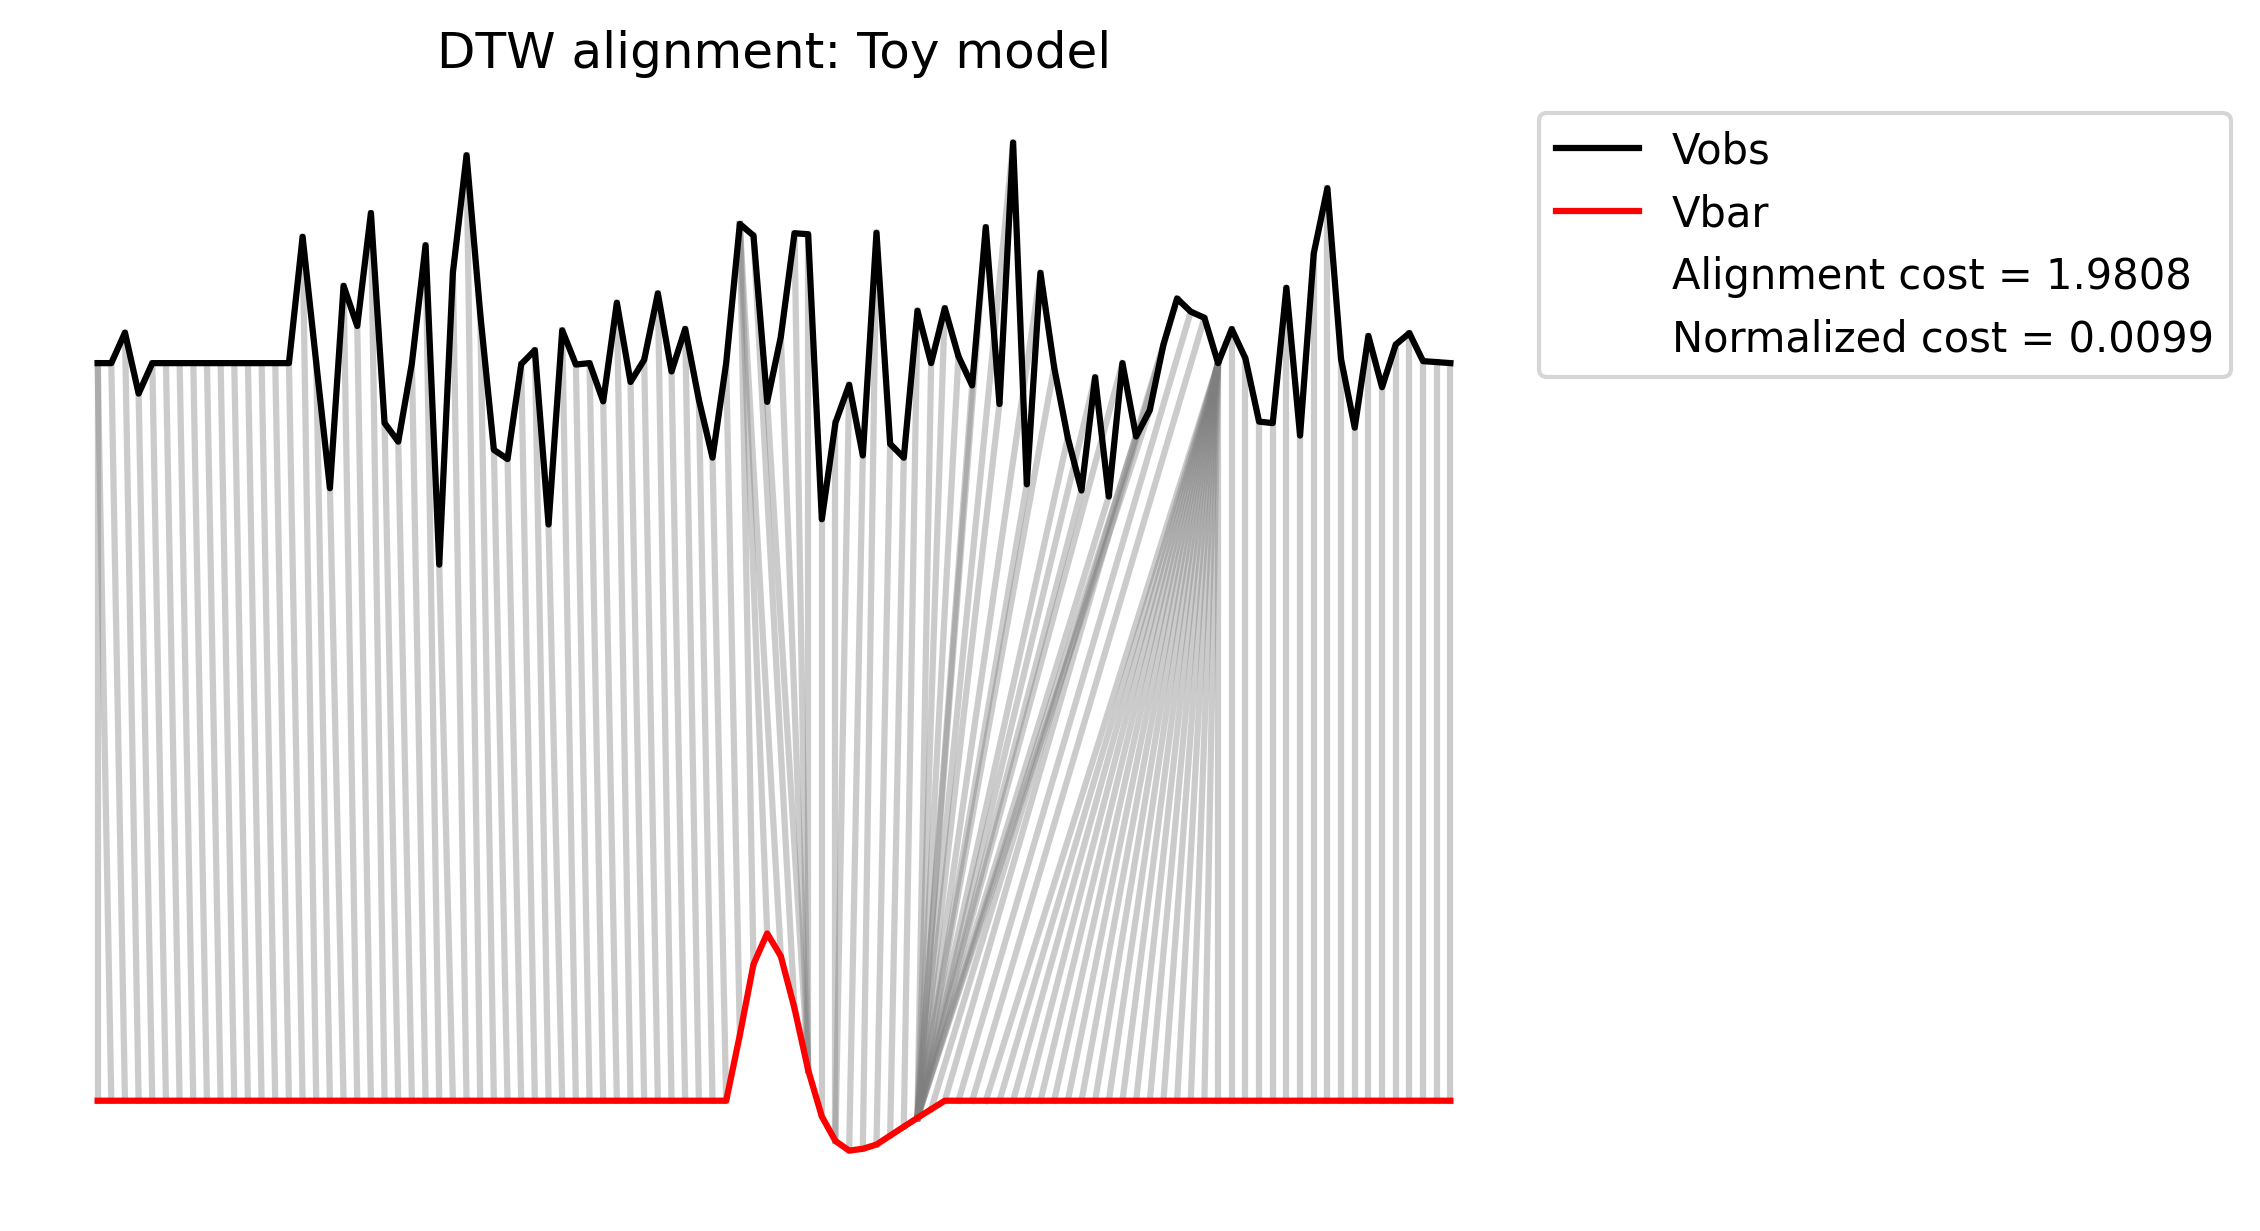 DTW alignment: Toy model
Vobs
Vbar
Alignment cost = 1.9808
Normalized cost = 0.0099